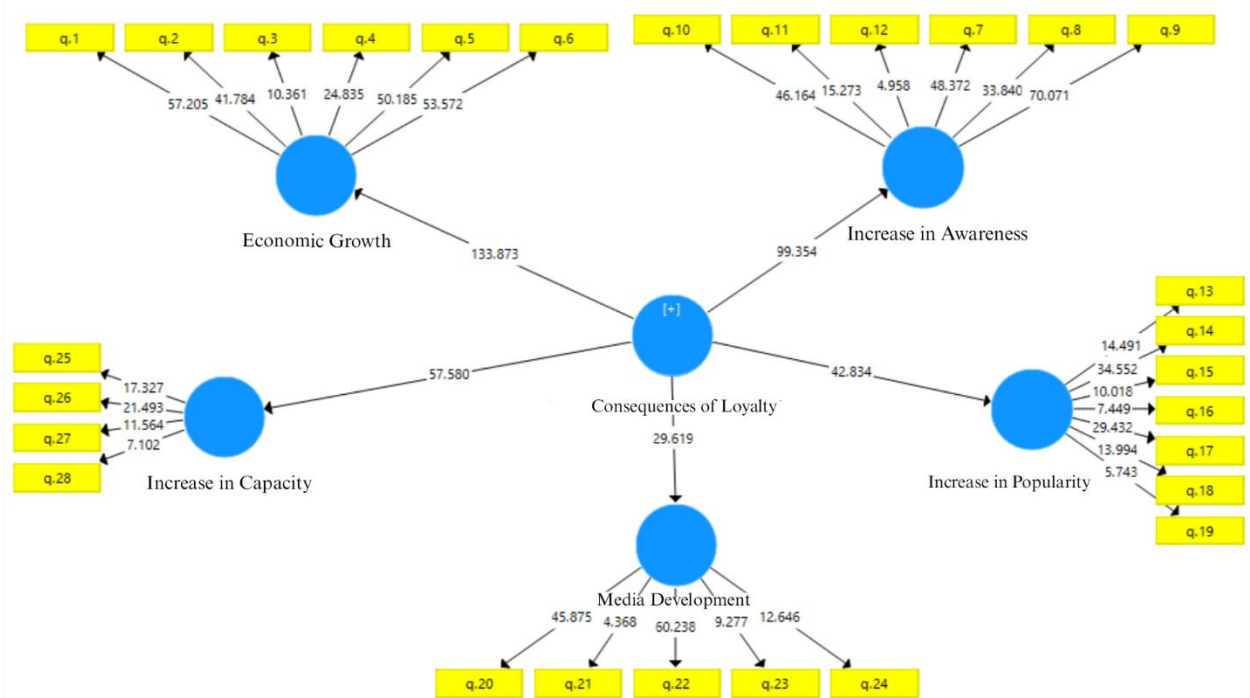 q.1 q.2 q.3 q.4 q.5 q.6
q.10 q.11 q.12 q.7 q.8 q.9
57.205 41.784 10.361 24.835 50.185 53.572
46.164 15.273 4.958 48.372 33.840 70.071
Economic Growth
Increase in Awareness
133.873
99.354
[+]
57.580
42.834
Consequences of Loyalty
29.619
q.25
q.26
q.27
q.28
17.327
21.493
11.564
7.102
Increase in Capacity
q.13
q.14
q.15
q.16
q.17
q.18
q.19
14.491
34.552
10.018
7.449
29.432
13.994
5.743
Increase in Popularity
Media Development
45.875 4.368 60.238 9.277 12.646
q.20 q.21 q.22 q.23 q.24